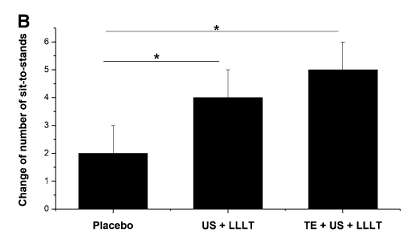 B
*
*
Change of number of sit-to-stands
6
5
4
3
2
1
0
Placebo
US + LLLT
TE + US + LLLT